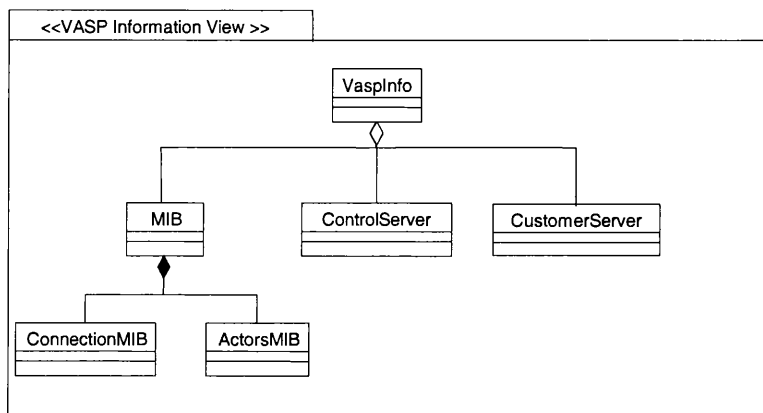 <<VASP Information View >>
VaspInfo
MIB
ControlServer
CustomerServer
ConnectionMIB
ActorsMIB